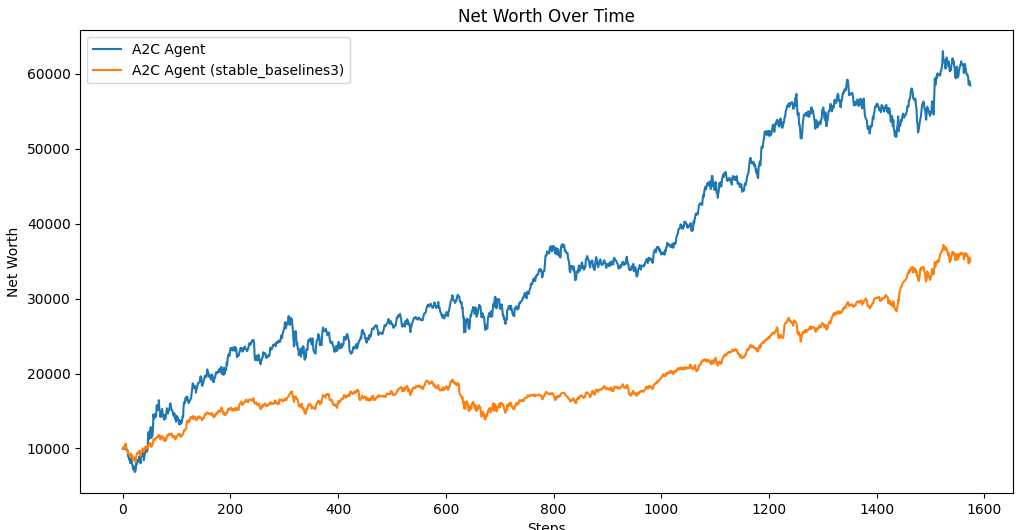 Net Worth Over Time
A2C Agent
A2C Agent (stable_baselines3)
60000
50000
40000
30000
20000
10000
Net Worth
0 200 400 600 800 1000 1200 1400 1600
Steps